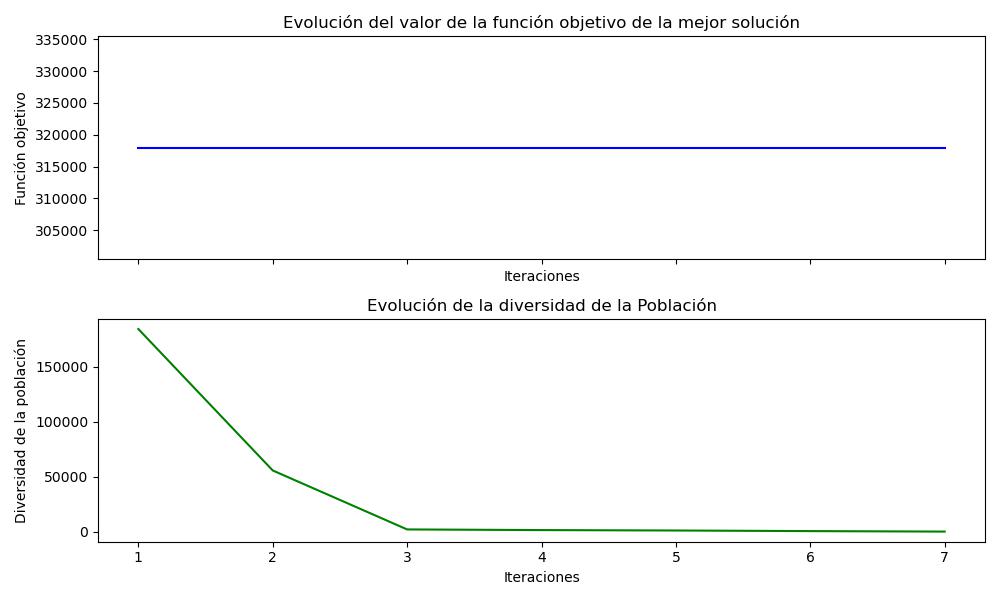 Evolución del valor de la función objetivo de la mejor solución
335000
330000
325000
320000
315000
310000
305000
Función objetivo
Iteraciones
Evolución de la diversidad de la Población
150000
100000
50000
0
Diversidad de la población
1 2 3 4 5 6 7
Iteraciones